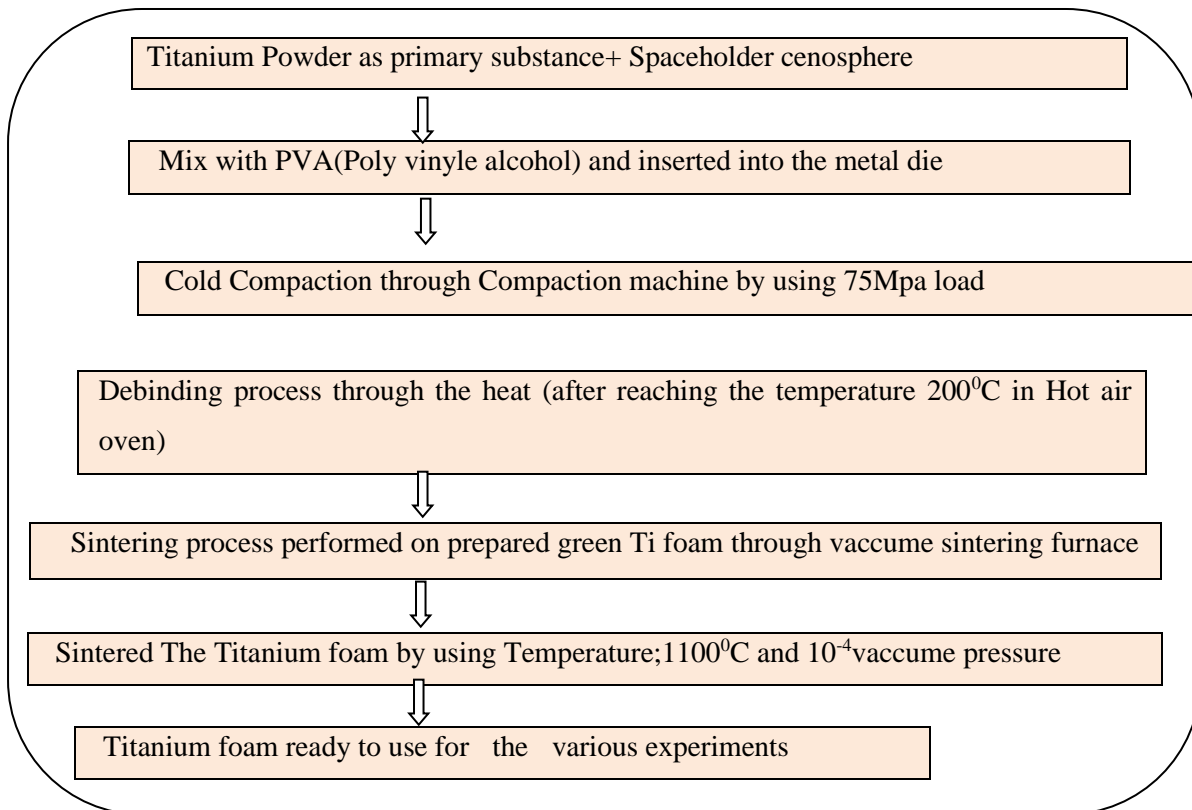 Titanium Powder as primary substance+ Spaceholder cenosphere
Mix with PVA(Poly vinyle alcohol) and inserted into the metal die
Cold Compaction through Compaction machine by using 75Mpa load
Debinding process through the heat (after reaching the temperature 200⁰C in Hot air
oven)
Sintering process performed on prepared green Ti foam through vaccume sintering furnace
Sintered The Titanium foam by using Temperature;1100⁰C and 10⁻⁴vaccume pressure
Titanium foam ready to use for the various experiments